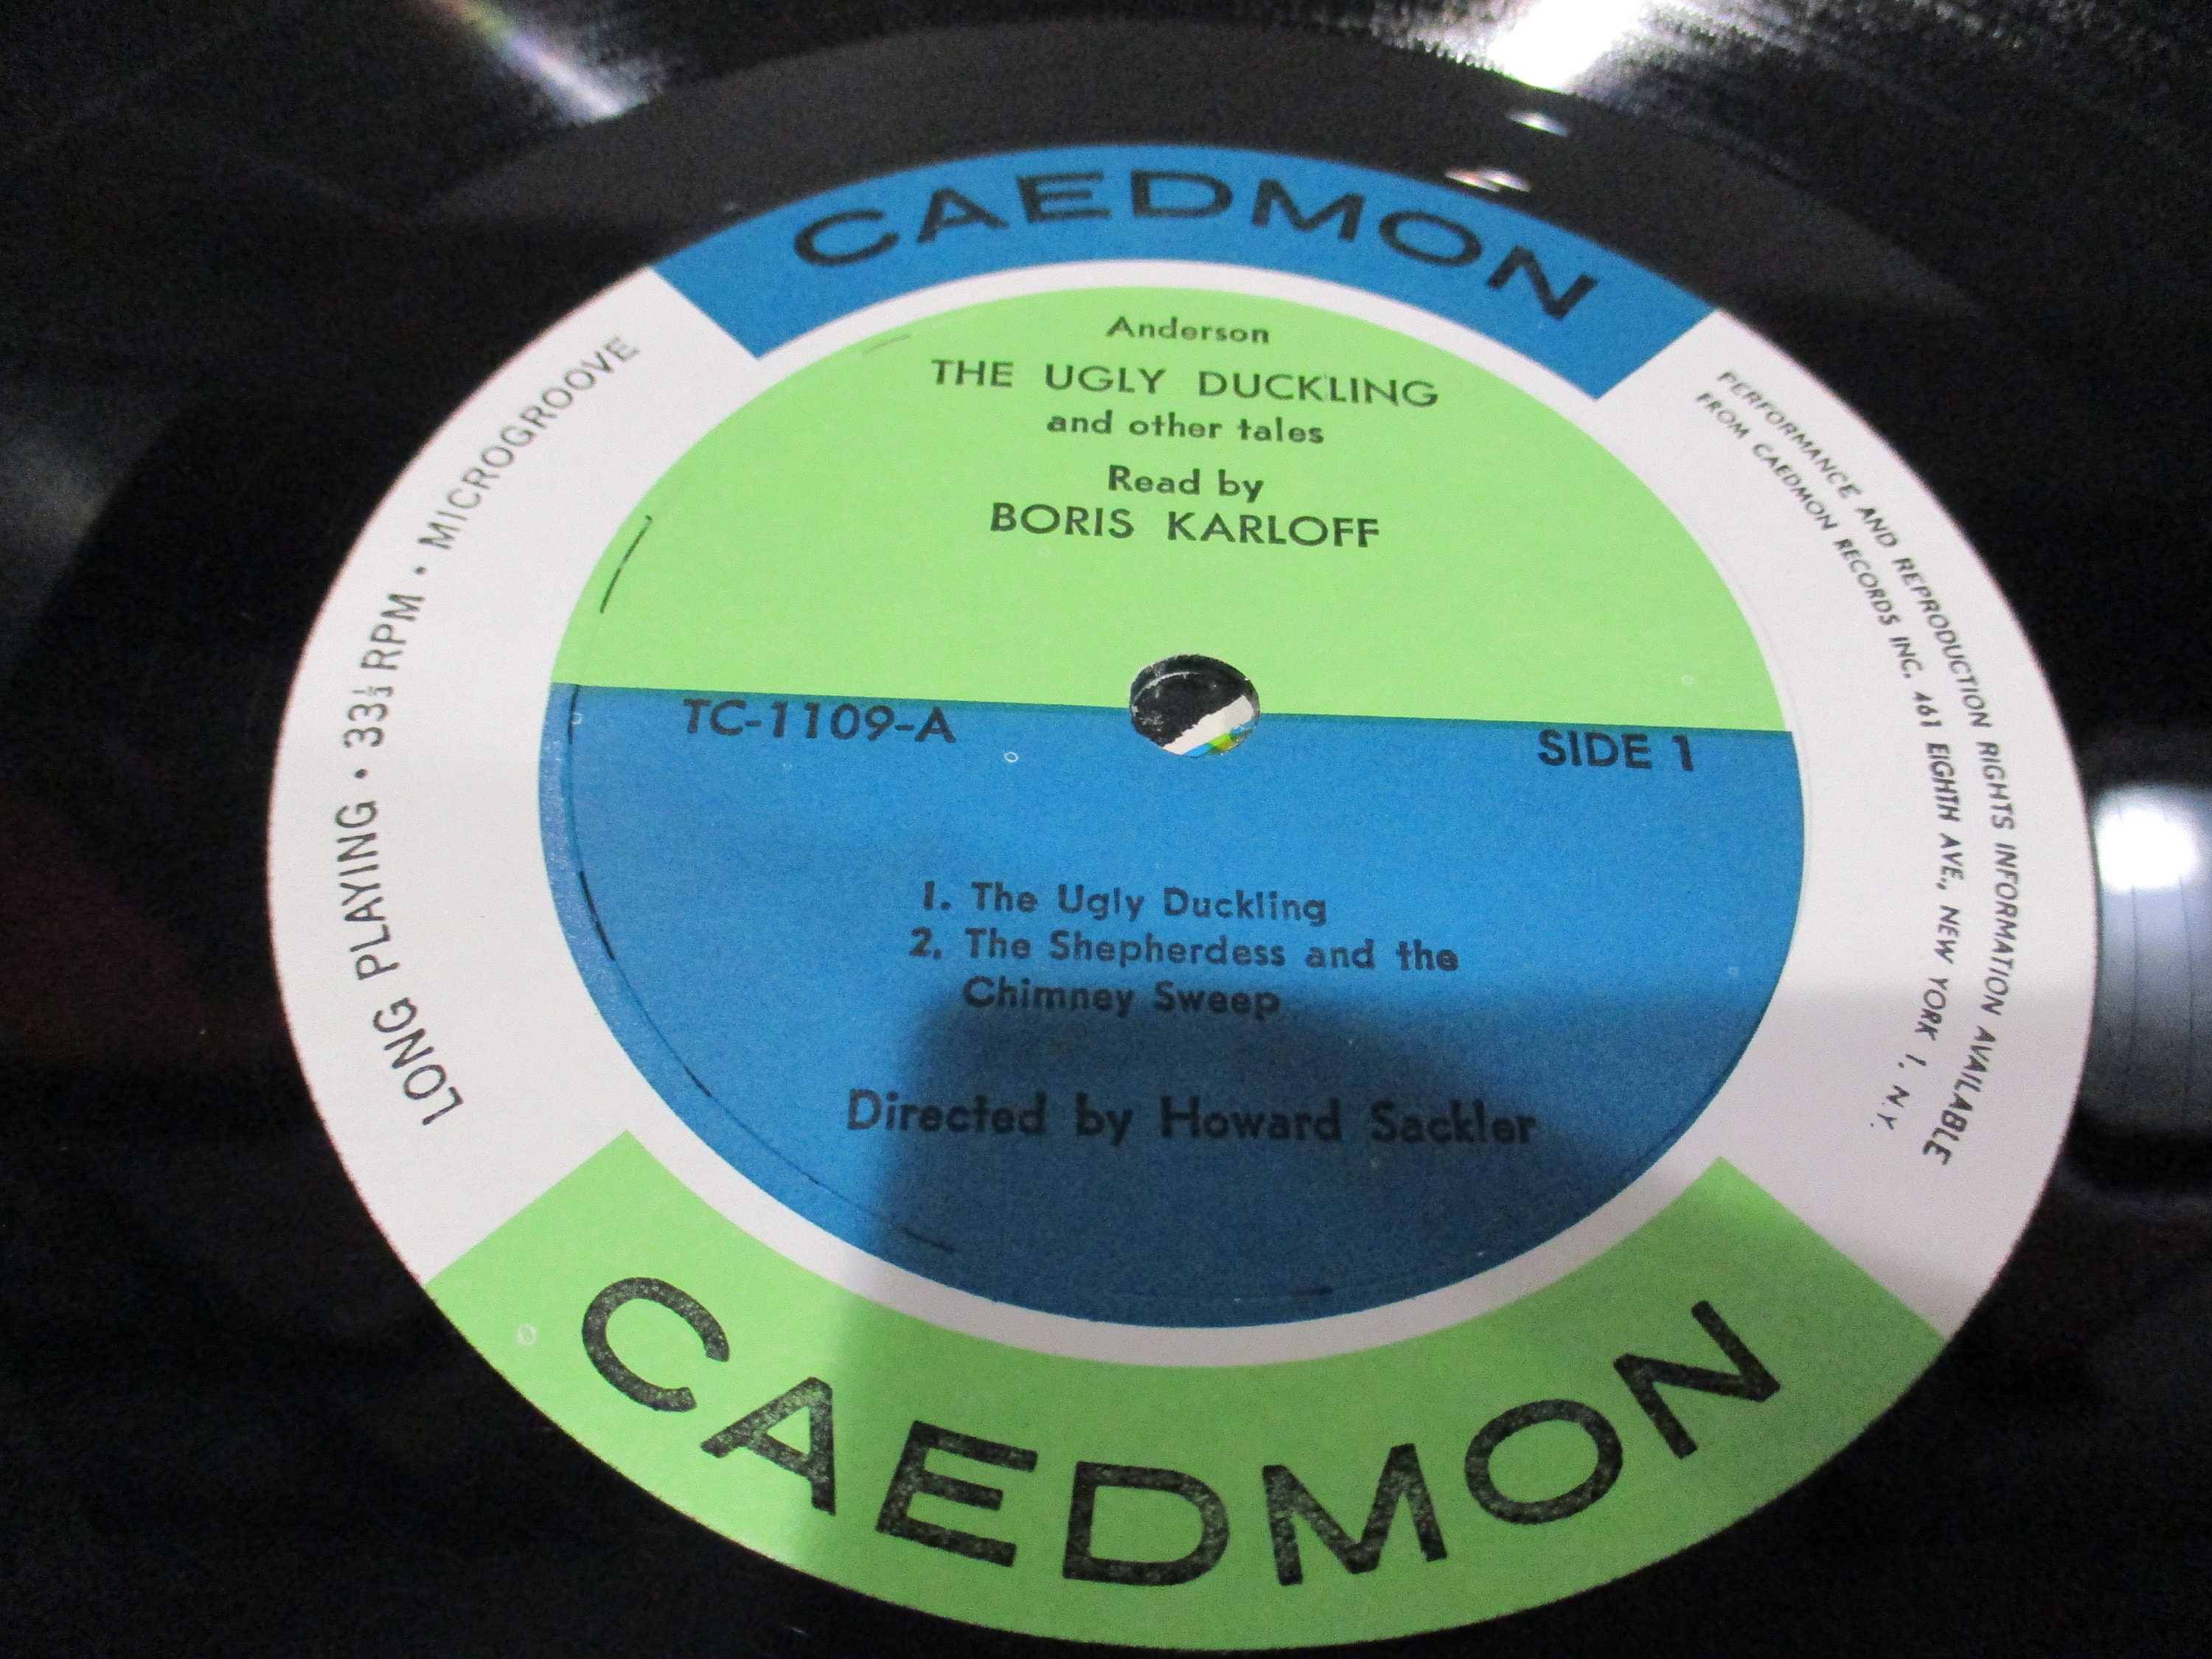 CAEDMON
Anderson
THE UGLY DUCKLING
and other tales
Read by
BORIS KARLOFF
TC-1109-A
SIDE 1
1. The Ugly Duckling
2. The Shepherdess and the
Chimney Sweep
Directed by Howard Sackler
LONG PLAYING • 33⅓ RPM • MICROGROOVE
PERFORMANCE AND REPRODUCTION RIGHTS INFORMATION AVAILABLE
FROM CAEDMON RECORDS INC. 461 EIGHTH AVE., NEW YORK 1, N.Y.
CAEDMON